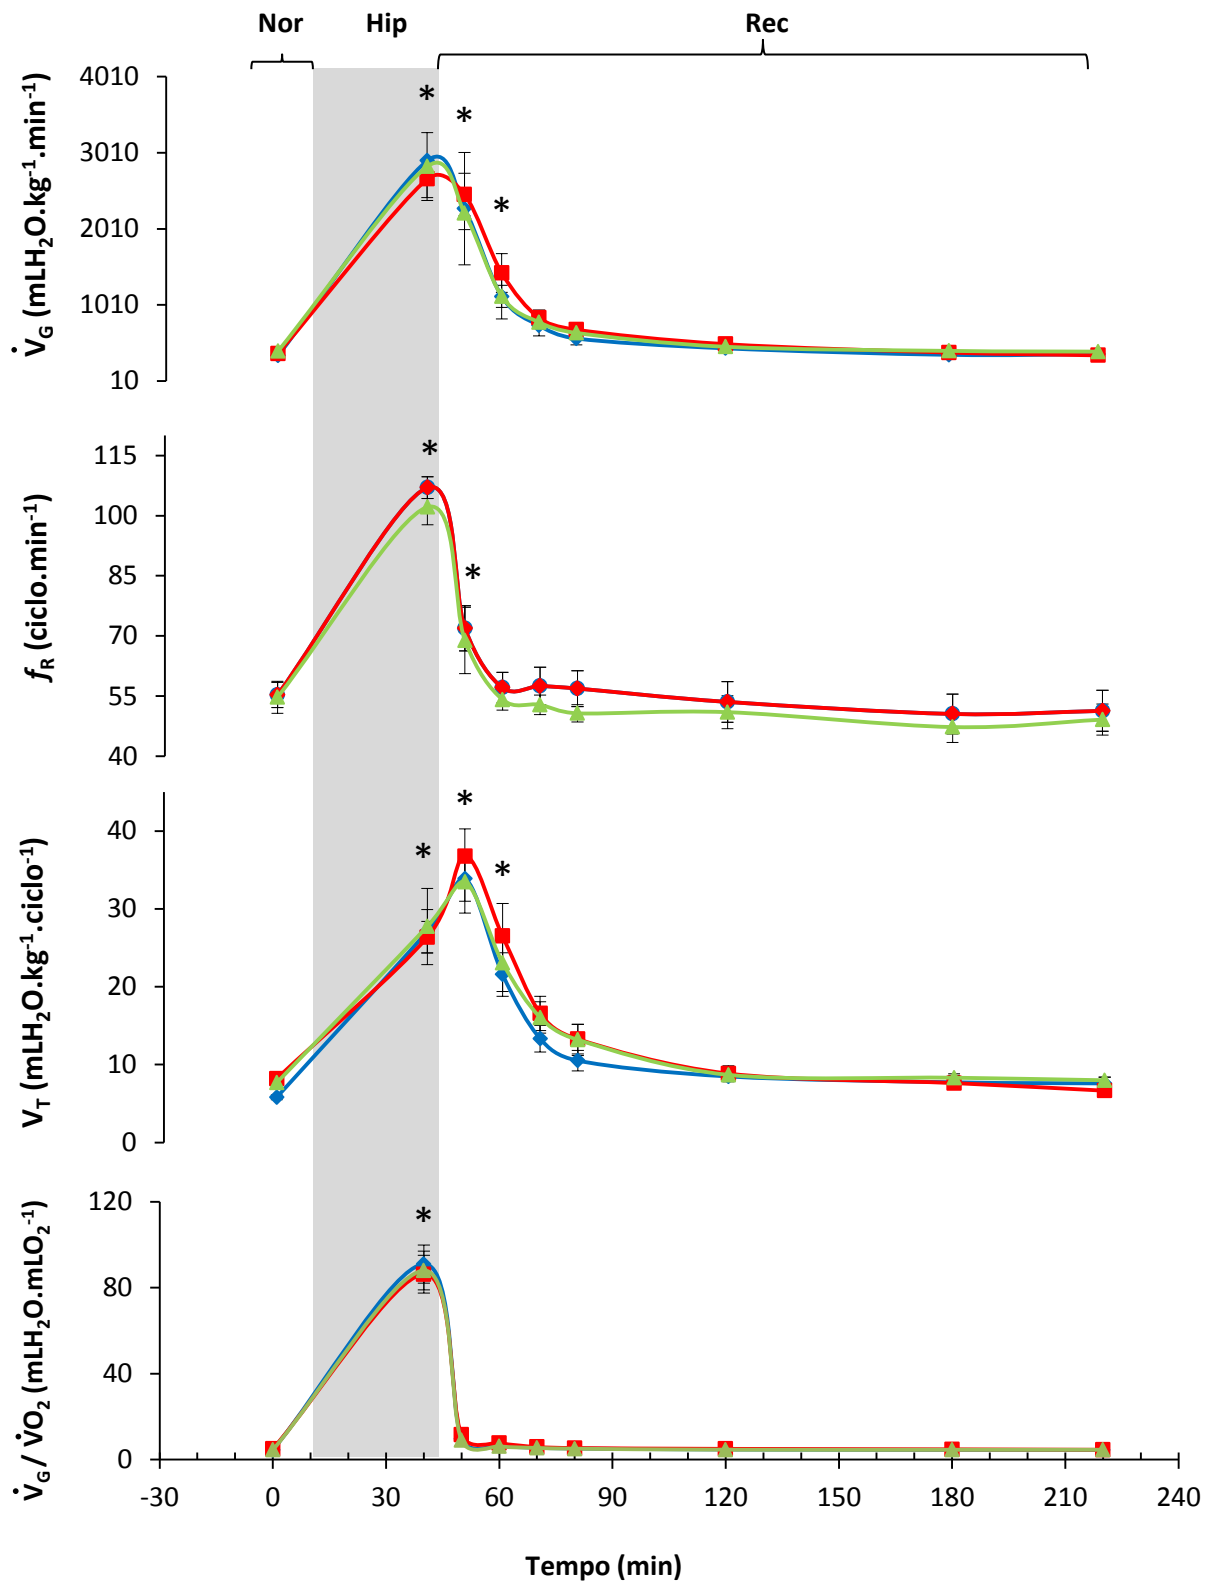 Nor Hip Rec
V̇G (mLH2O.kg-1.min-1)
4010
3010
2010
1010
10
* * *
fR (ciclo.min-1)
115
100
85
70
55
40
* *
VT (mLH2O.kg-1.ciclo-1)
40
30
20
10
0
* * *
V̇G / V̇O2 (mLH2O.mLO2-1)
120
80
40
0
*
-30 0 30 60 90 120 150 180 210 240
Tempo (min)